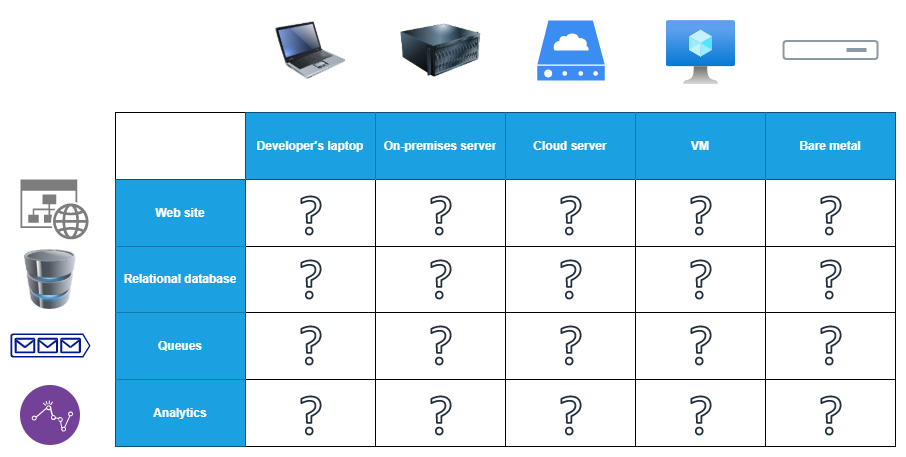 Developer's laptop On-premises server Cloud server VM Bare metal
Web site ? ? ? ? ?
Relational database ? ? ? ? ?
Queues ? ? ? ? ?
Analytics ? ? ? ? ?